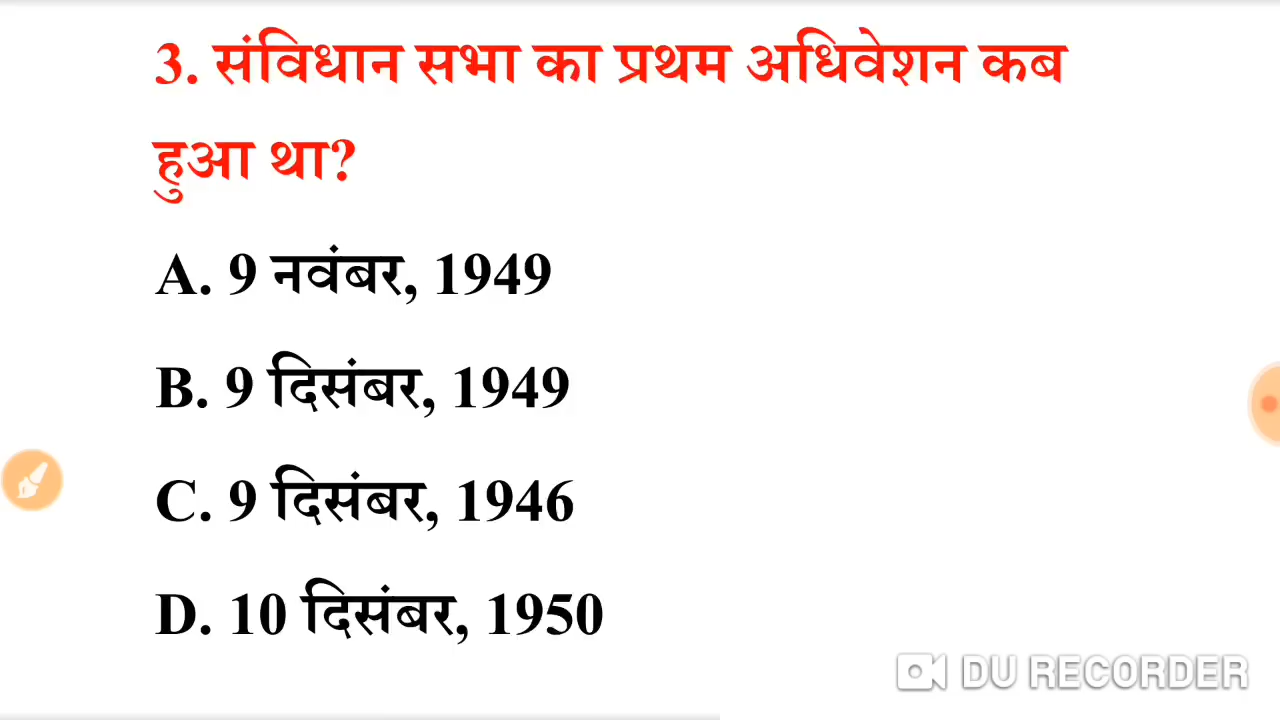 3. संविधान सभा का प्रथम अधिवेशन कब
हुआ था?
A. 9 नवंबर, 1949
B. 9 दिसंबर, 1949
C. 9 दिसंबर, 1946
D. 10 दिसंबर, 1950
DU RECORDER